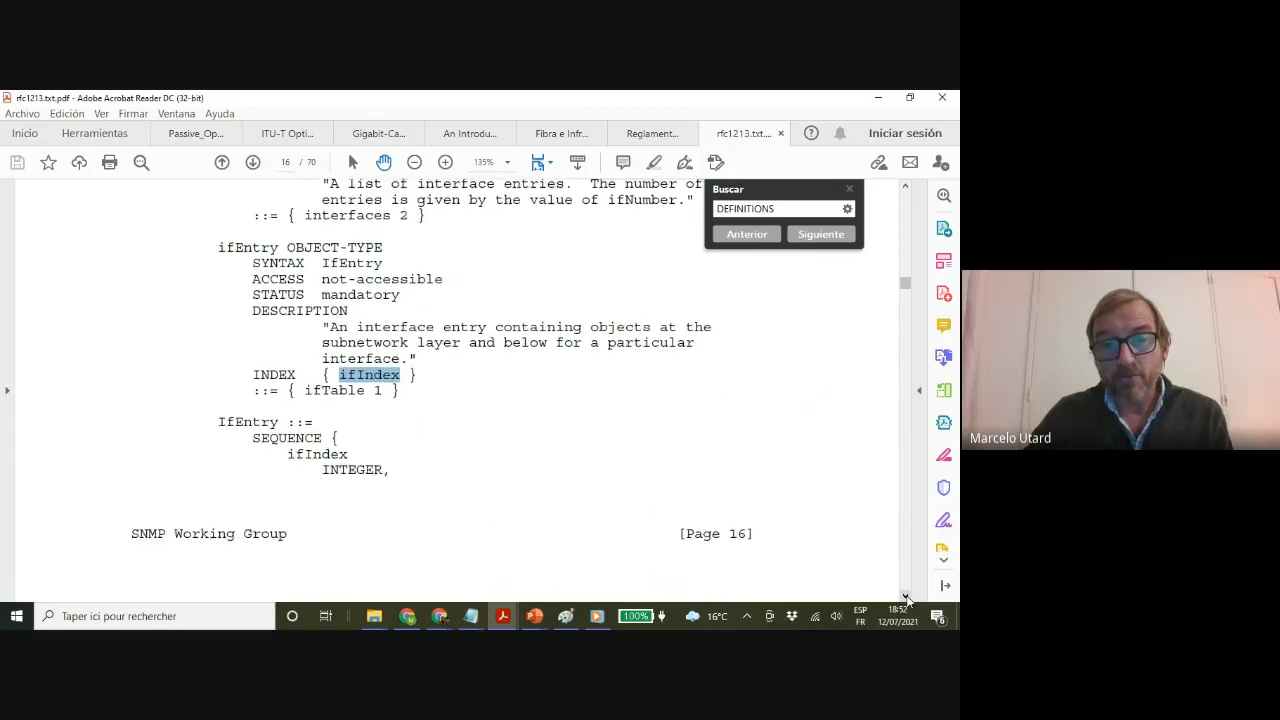 rfc1213.txt.pdf - Adobe Acrobat Reader DC (32-bit)
Archivo Edición Ver Firmar Ventana Ayuda
Inicio Herramientas Passive_Op... ITU-T Opti... Gigabit-Ca... An Introdu... Fibra e Infr... Reglament... rfc1213.txt.... Iniciar sesión
16 / 70 135%
Buscar
DEFINITIONS
Anterior Siguiente
"A list of interface entries. The number of
entries is given by the value of ifNumber."
::= { interfaces 2 }
ifEntry OBJECT-TYPE
SYNTAX IfEntry
ACCESS not-accessible
STATUS mandatory
DESCRIPTION
"An interface entry containing objects at the
subnetwork layer and below for a particular
interface."
INDEX { ifIndex }
::= { ifTable 1 }
IfEntry ::=
SEQUENCE {
ifIndex
INTEGER,
SNMP Working Group [Page 16]
Marcelo Utard
Taper ici pour rechercher
100%
16°C
ESP
FR
18:52
12/07/2021
6